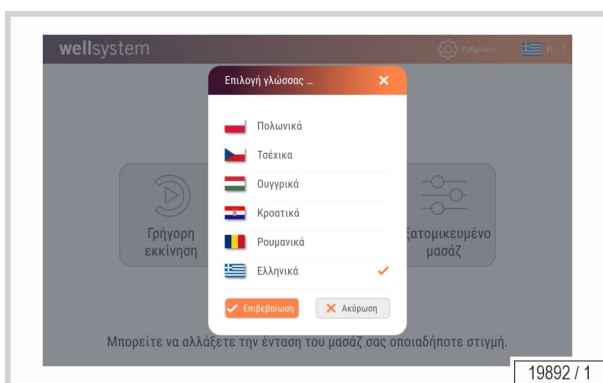 wellsystem
Ρυθμίσεις
EL
Επιλογή γλώσσας ...
Πολωνικά
Τσέχικα
Ουγγρικά
Κροατικά
Ρουμανικά
Ελληνικά
Επιβεβαίωση
Ακύρωση
Γρήγορη
εκκίνηση
ξατομικευμένο
μασάζ
Μπορείτε να αλλάξετε την ένταση του μασάζ σας οποιαδήποτε στιγμή.
19892 / 1